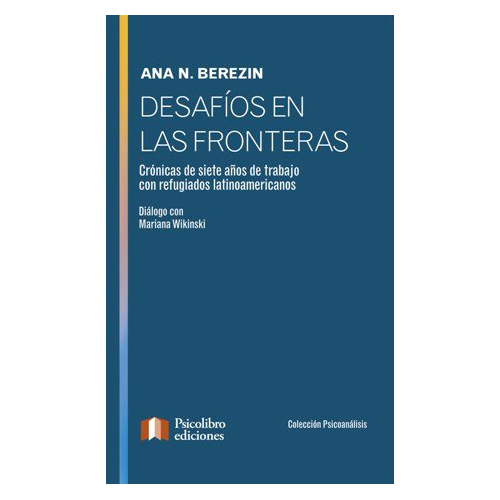 ANA N. BEREZIN
DESAFÍOS EN
LAS FRONTERAS
Crónicas de siete años de trabajo
con refugiados latinoamericanos
Diálogo con
Mariana Wikinski
Psicolibro
ediciones
Colección Psicoanálisis